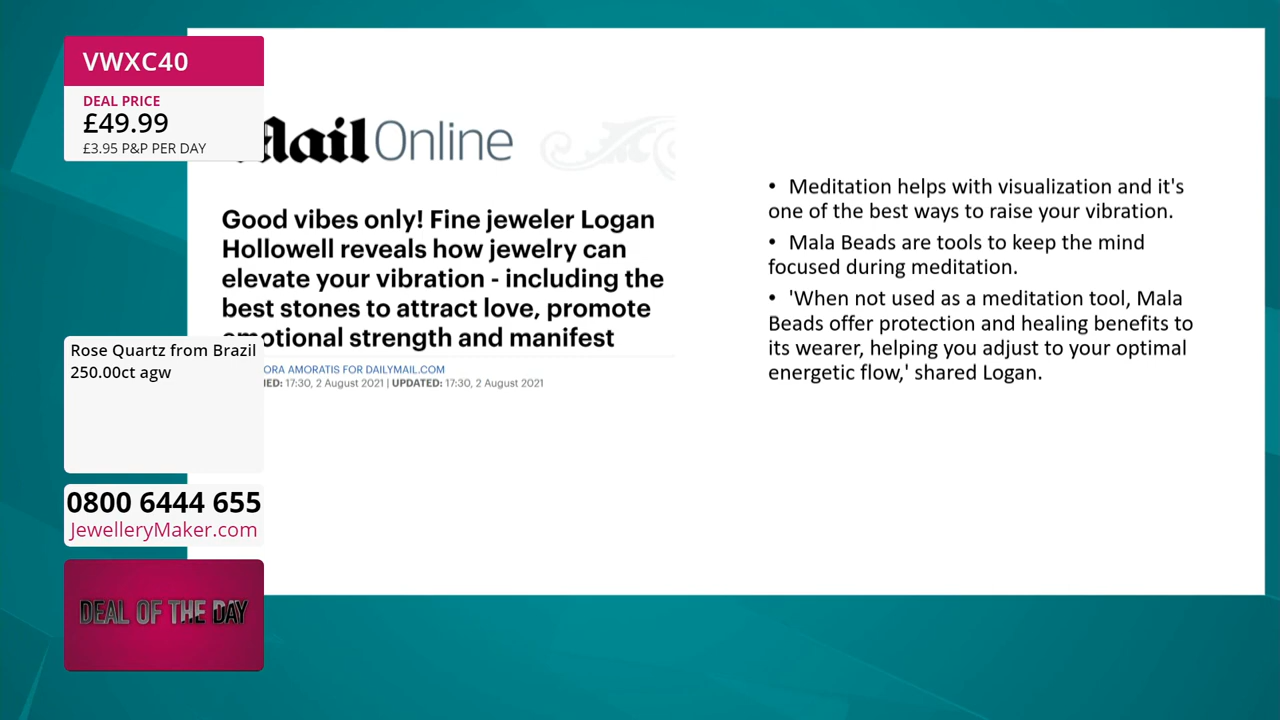 VWXC40
DEAL PRICE
£49.99
£3.95 P&P PER DAY
Mail Online
Good vibes only! Fine jeweler Logan
Hollowell reveals how jewelry can
elevate your vibration - including the
best stones to attract love, promote
emotional strength and manifest
ORA AMORATIS FOR DAILYMAIL.COM
HED: 17:30, 2 August 2021 | UPDATED: 17:30, 2 August 2021
• Meditation helps with visualization and it's
one of the best ways to raise your vibration.
• Mala Beads are tools to keep the mind
focused during meditation.
• 'When not used as a meditation tool, Mala
Beads offer protection and healing benefits to
its wearer, helping you adjust to your optimal
energetic flow,' shared Logan.
Rose Quartz from Brazil
250.00ct agw
0800 6444 655
JewelleryMaker.com
DEAL OF THE DAY